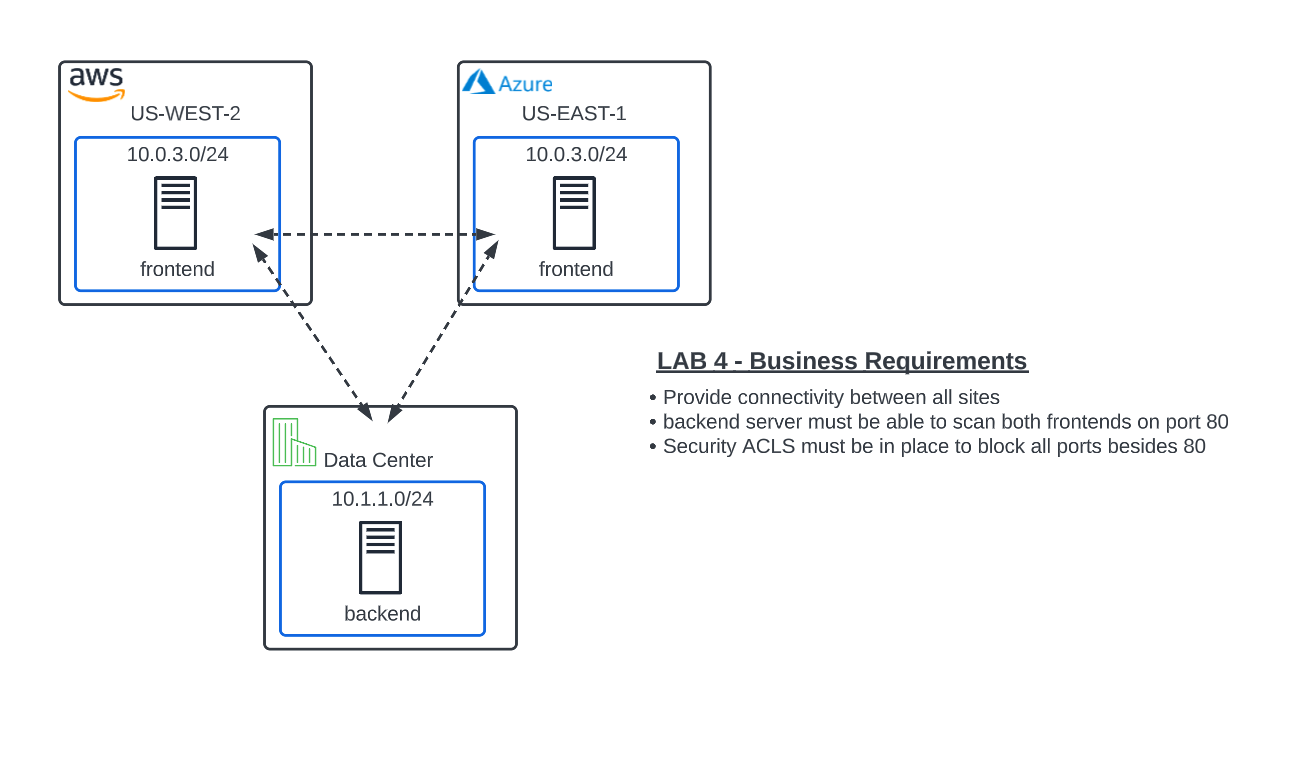 aws
US-WEST-2
10.0.3.0/24
frontend
Azure
US-EAST-1
10.0.3.0/24
frontend
LAB 4 - Business Requirements
• Provide connectivity between all sites
• backend server must be able to scan both frontends on port 80
• Security ACLS must be in place to block all ports besides 80
Data Center
10.1.1.0/24
backend